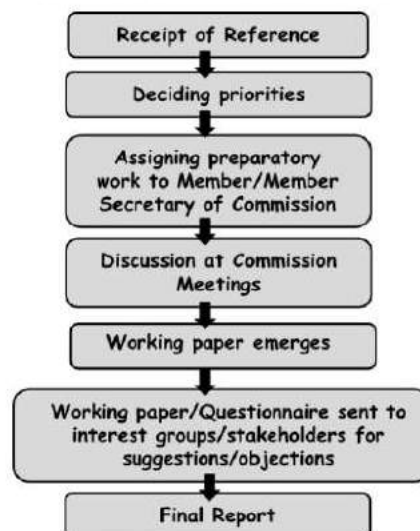 Receipt of Reference
Deciding priorities
Assigning preparatory
work to Member/Member
Secretary of Commission
Discussion at Commission
Meetings
Working paper emerges
Working paper/Questionnaire sent to
interest groups/stakeholders for
suggestions/objections
Final Report